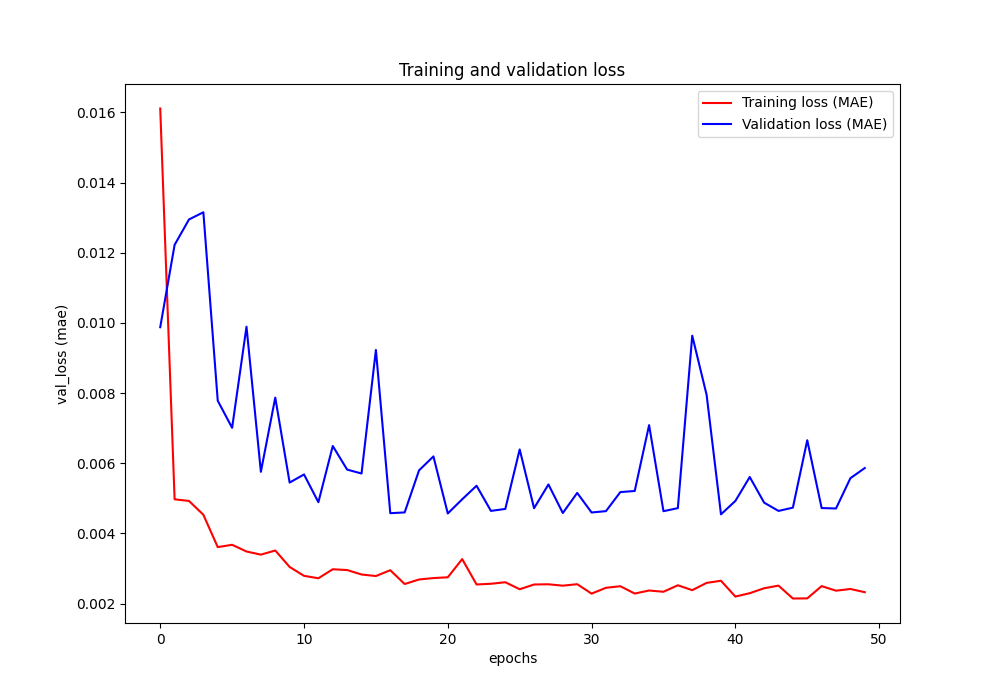 Training and validation loss
Training loss (MAE)
Validation loss (MAE)
0.016
0.014
0.012
0.010
0.008
0.006
0.004
0.002
val_loss (mae)
0 10 20 30 40 50
epochs